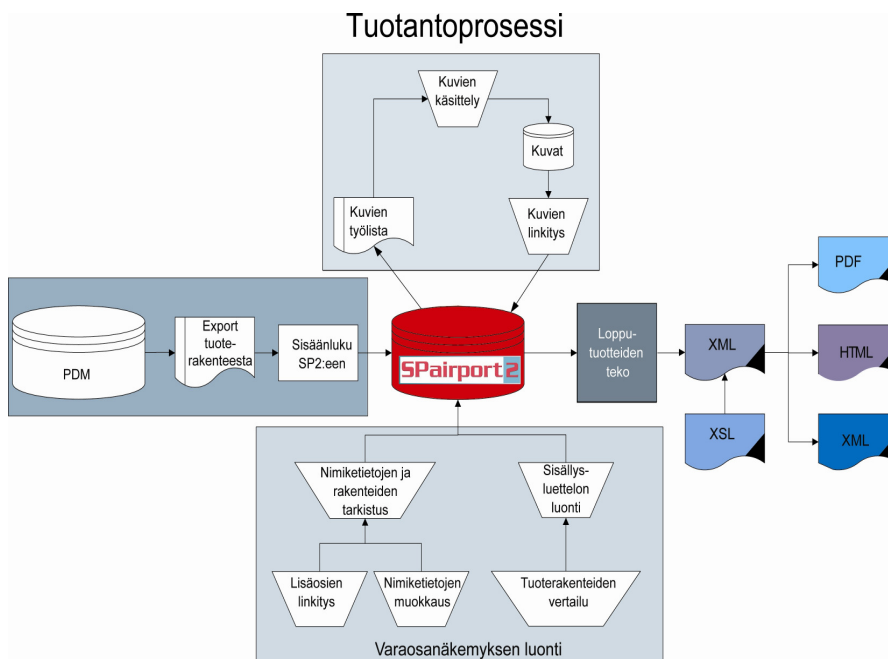 Tuotantoprosessi
Kuvien
käsittely
Kuvat
Kuvien
työlista
Kuvien
linkitys
PDM
Export
tuote-
rakenteesta
Sisäänluku
SP2:een
SPairport2
Loppu-
tuotteiden
teko
XML
XSL
PDF
HTML
XML
Nimiketietojen ja
rakenteiden
tarkistus
Sisällys-
luettelon
luonti
Lisäosien
linkitys
Nimiketietojen
muokkaus
Tuoterakenteiden
vertailu
Varaosanäkemyksen luonti